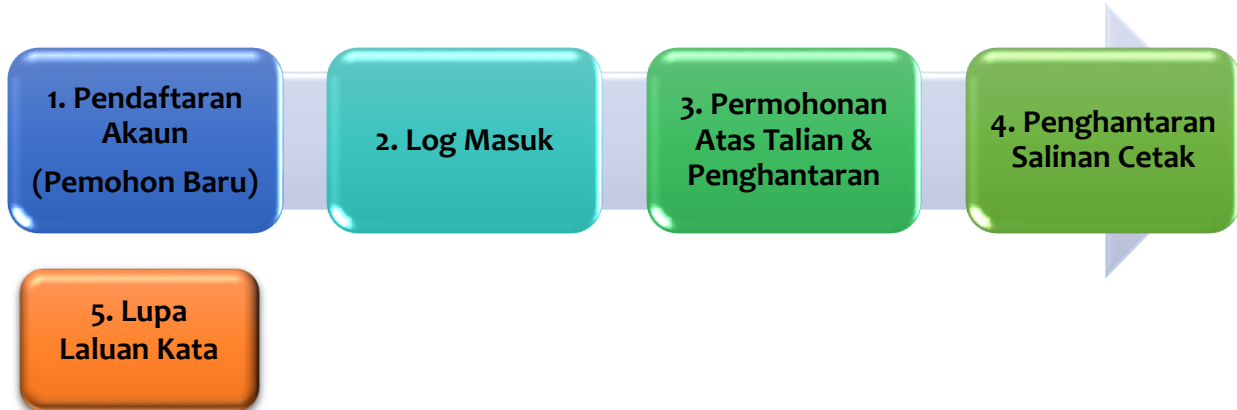 1. Pendaftaran
Akaun
(Pemohon Baru)
2. Log Masuk
3. Permohonan
Atas Talian &
Penghantaran
4. Penghantaran
Salinan Cetak
5. Lupa
Laluan Kata